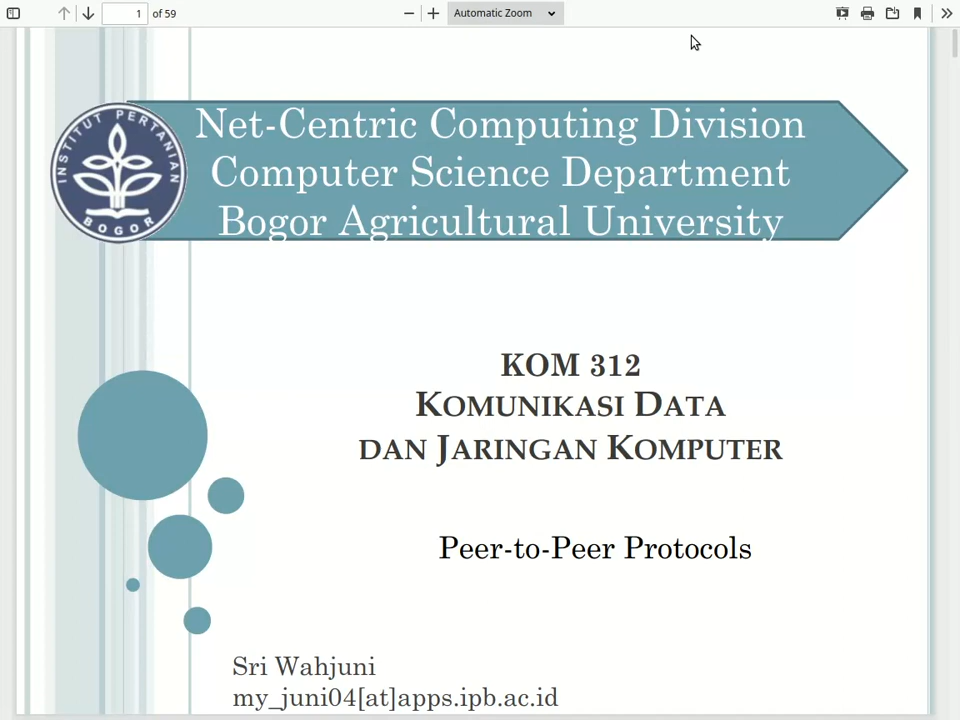 1 of 59
Automatic Zoom
INSTITUT PERTANIAN
BOGOR
Net-Centric Computing Division
Computer Science Department
Bogor Agricultural University
KOM 312
KOMUNIKASI DATA
DAN JARINGAN KOMPUTER
Peer-to-Peer Protocols
Sri Wahjuni
my_juni04[at]apps.ipb.ac.id